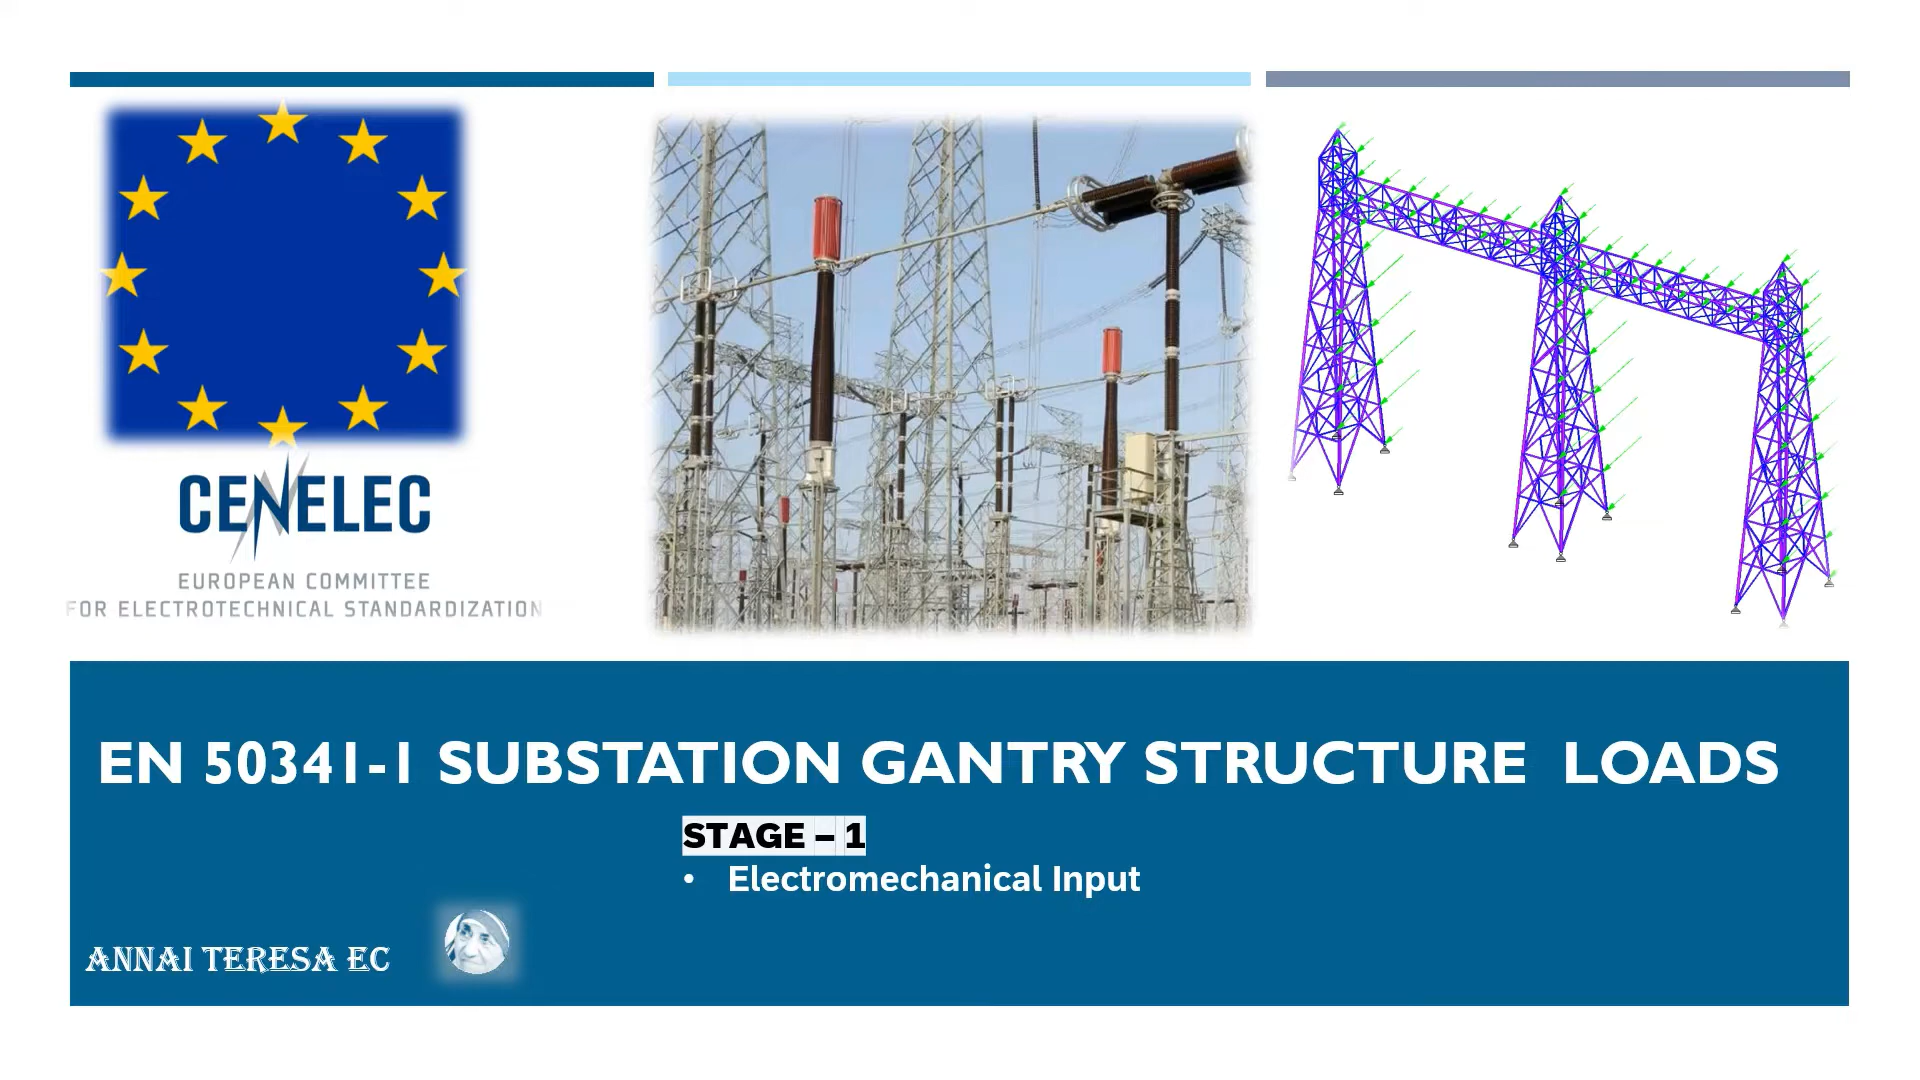 CENELEC
EUROPEAN COMMITTEE
FOR ELECTROTECHNICAL STANDARDIZATION
EN 50341-1 SUBSTATION GANTRY STRUCTURE LOADS
STAGE – 1
• Electromechanical Input
ANNAI TERESA EC